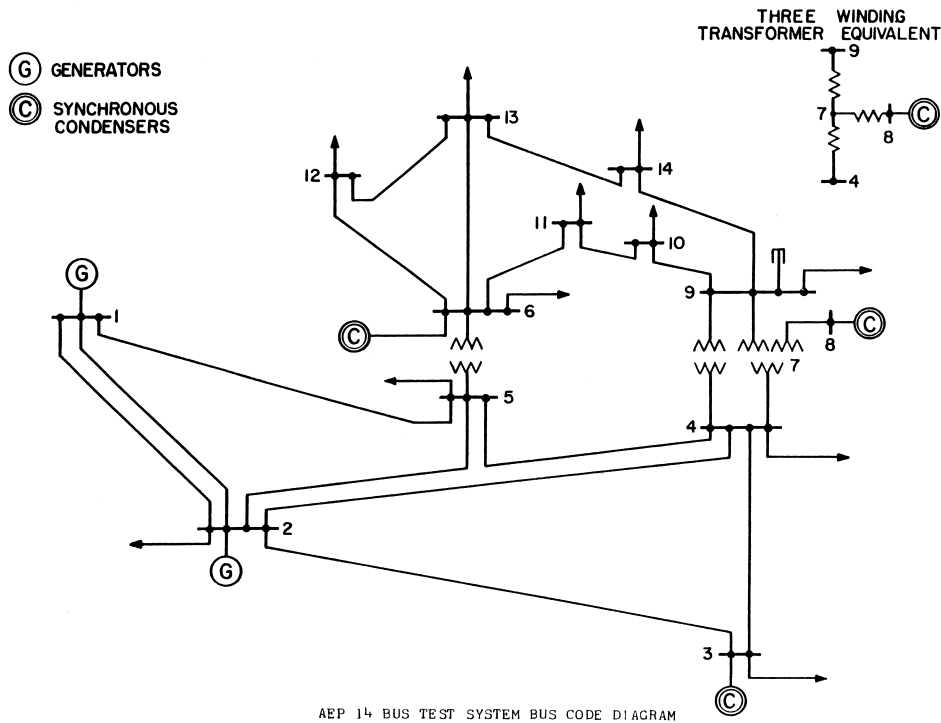 THREE WINDING
TRANSFORMER EQUIVALENT
9
7
C
8
4
G GENERATORS
C SYNCHRONOUS
CONDENSERS
13
14
12
11
10
9
G
1
6
C
8
C
7
5
4
2
G
3
C
AEP 14 BUS TEST SYSTEM BUS CODE DIAGRAM